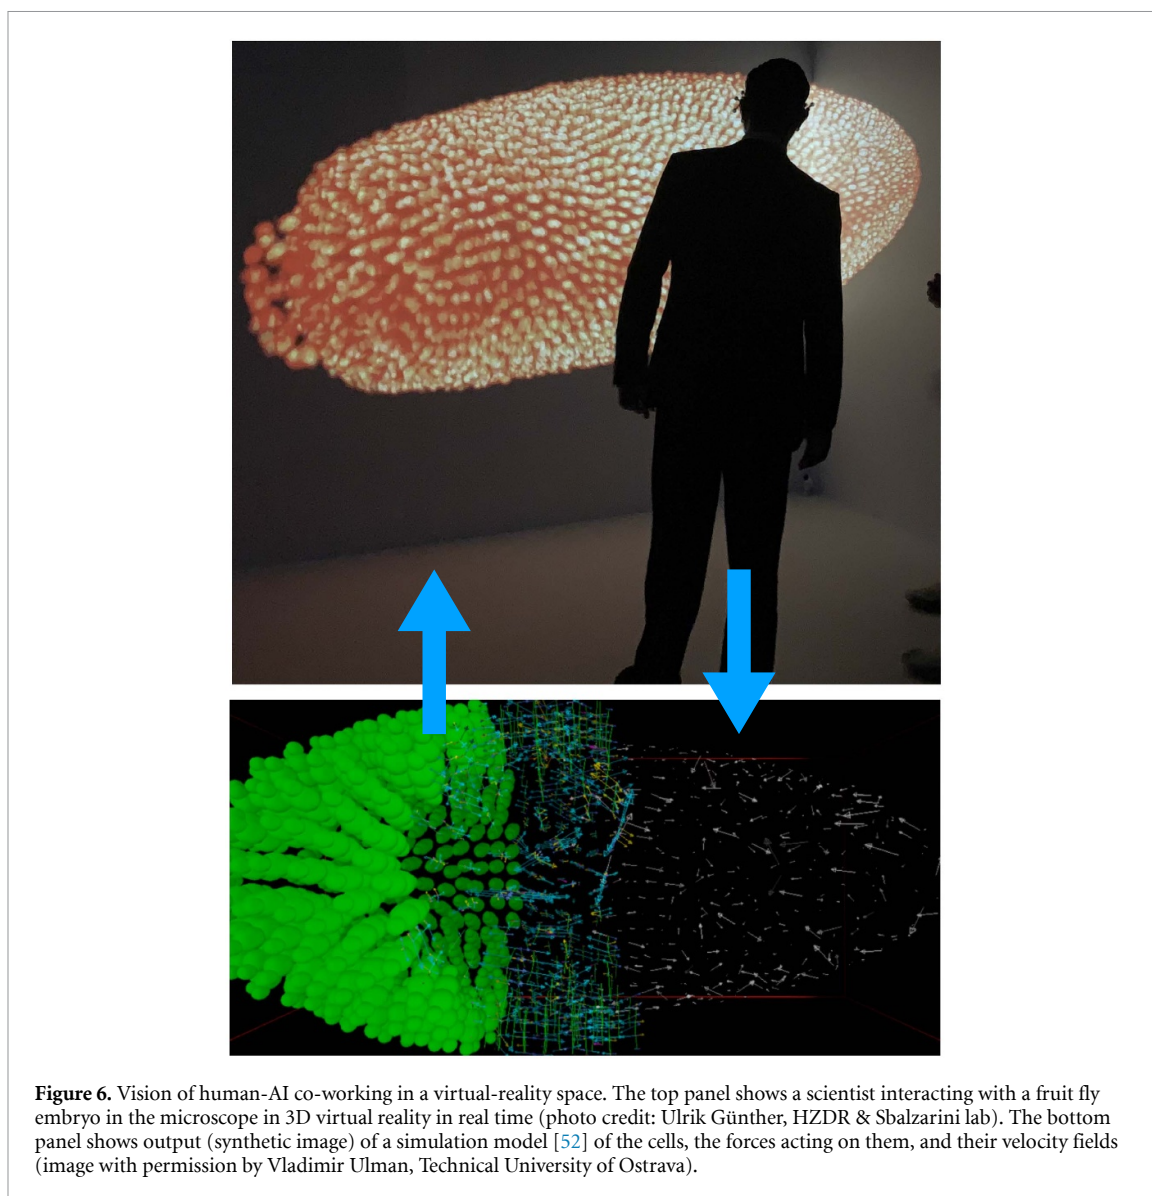 Figure 6. Vision of human-AI co-working in a virtual-reality space. The top panel shows a scientist interacting with a fruit fly
embryo in the microscope in 3D virtual reality in real time (photo credit: Ulrik Günther, HZDR & Sbalzarini lab). The bottom
panel shows output (synthetic image) of a simulation model [52] of the cells, the forces acting on them, and their velocity fields
(image with permission by Vladimir Ulman, Technical University of Ostrava).